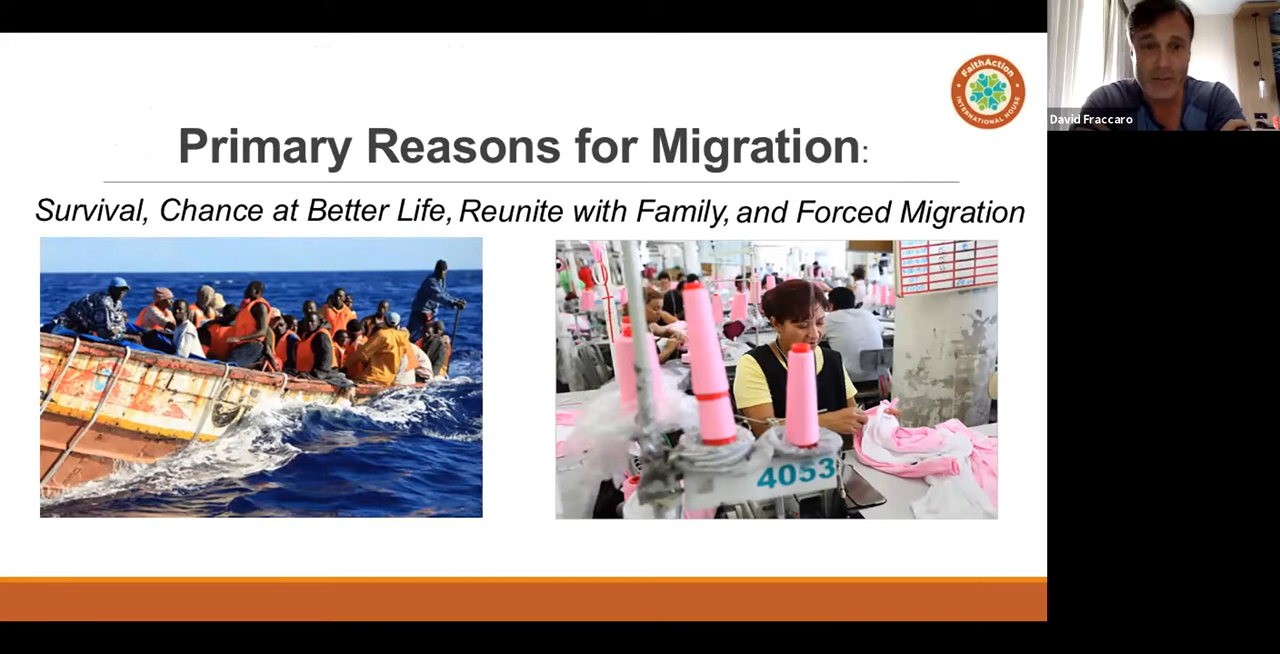 FaithAction
INTERNATIONAL HOUSE
David Fraccaro
Primary Reasons for Migration:
Survival, Chance at Better Life, Reunite with Family, and Forced Migration
4053